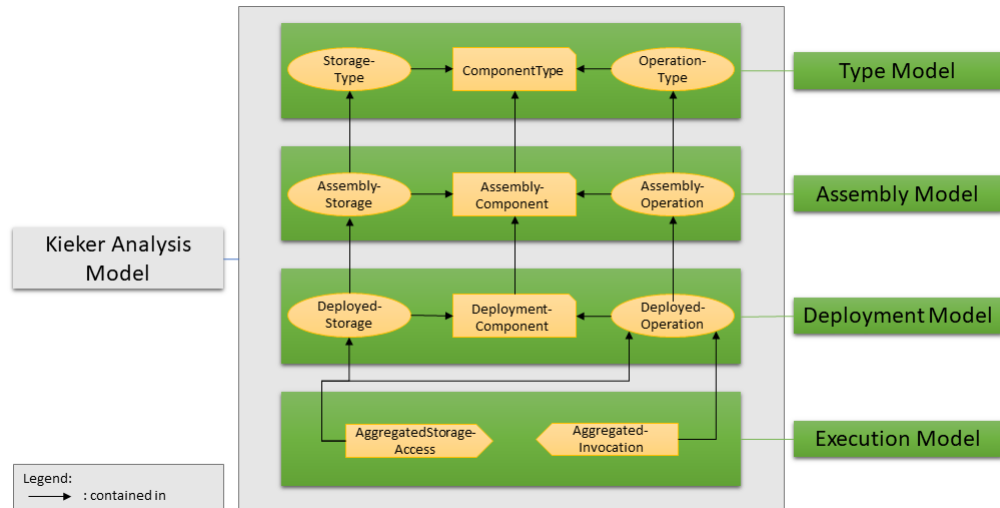 Storage-
Type
ComponentType
Operation-
Type
Type Model
Assembly-
Storage
Assembly-
Component
Assembly-
Operation
Assembly Model
Kieker Analysis
Model
Deployed-
Storage
Deployment-
Component
Deployed-
Operation
Deployment Model
AggregatedStorage-
Access
Aggregated-
Invocation
Execution Model
Legend:
: contained in